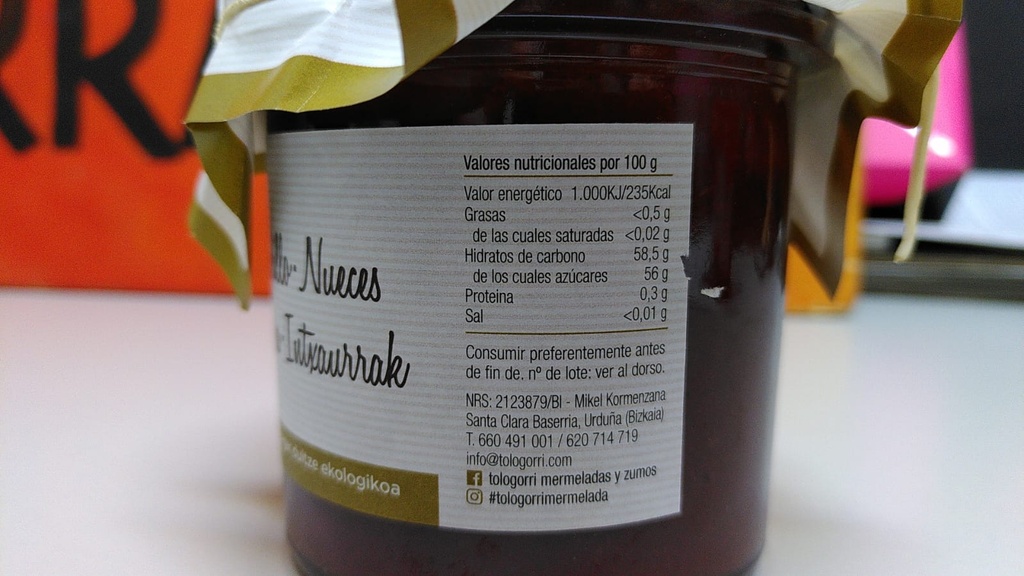 Nueces
Intxaurrak
ekologikoa
Valores nutricionales por 100 g
Valor energético 1.000KJ/235Kcal
Grasas <0,5 g
de las cuales saturadas <0,02 g
Hidratos de carbono 58,5 g
de los cuales azúcares 56 g
Proteina 0,3 g
Sal <0,01 g
Consumir preferentemente antes
de fin de. nº de lote: ver al dorso.
NRS: 2123879/BI - Mikel Kormenzana
Santa Clara Baserria, Urduña (Bizkaia)
T. 660 491 001 / 620 714 719
info@tologorri.com
tologorri mermeladas y zumos
#tologorrimermelada